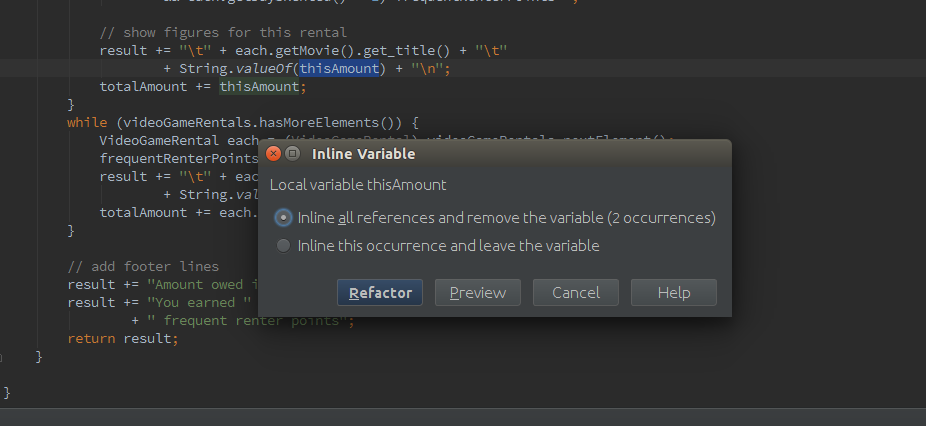 // show figures for this rental
result += "\t" + each.getMovie().get_title() + "\t"
+ String.valueOf(thisAmount) + "\n";
totalAmount += thisAmount;
}
while (videoGameRentals.hasMoreElements()) {
VideoGameRental each = (VideoGameRental) videoGameRentals.nextElement();
frequentRenterPoints
result += "\t" + eac
+ String.val
totalAmount += each.
}
Inline Variable
Local variable thisAmount
Inline all references and remove the variable (2 occurrences)
Inline this occurrence and leave the variable
Refactor Preview Cancel Help
// add footer lines
result += "Amount owed i
result += "You earned "
+ " frequent renter points";
return result;
}
}